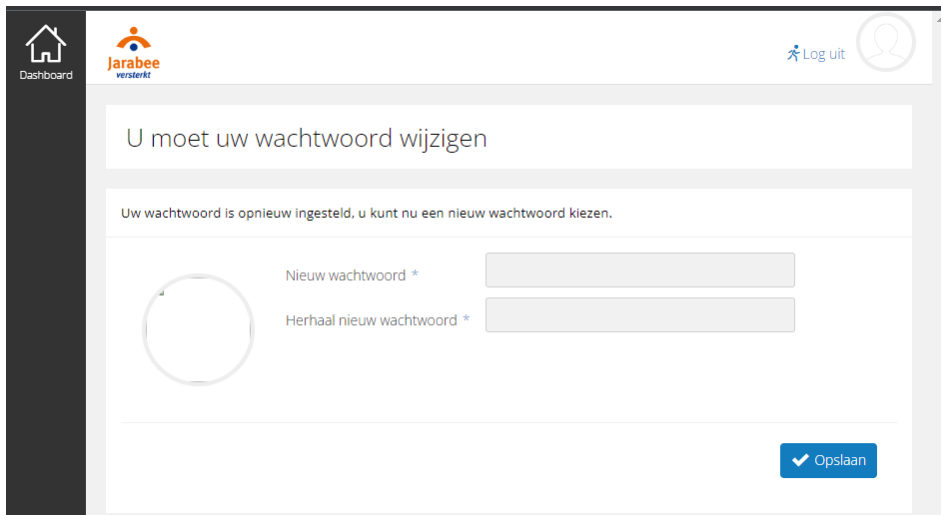 Dashboard
Jarabee
versterkt
Log uit
U moet uw wachtwoord wijzigen
Uw wachtwoord is opnieuw ingesteld, u kunt nu een nieuw wachtwoord kiezen.
Nieuw wachtwoord *
Herhaal nieuw wachtwoord *
Opslaan